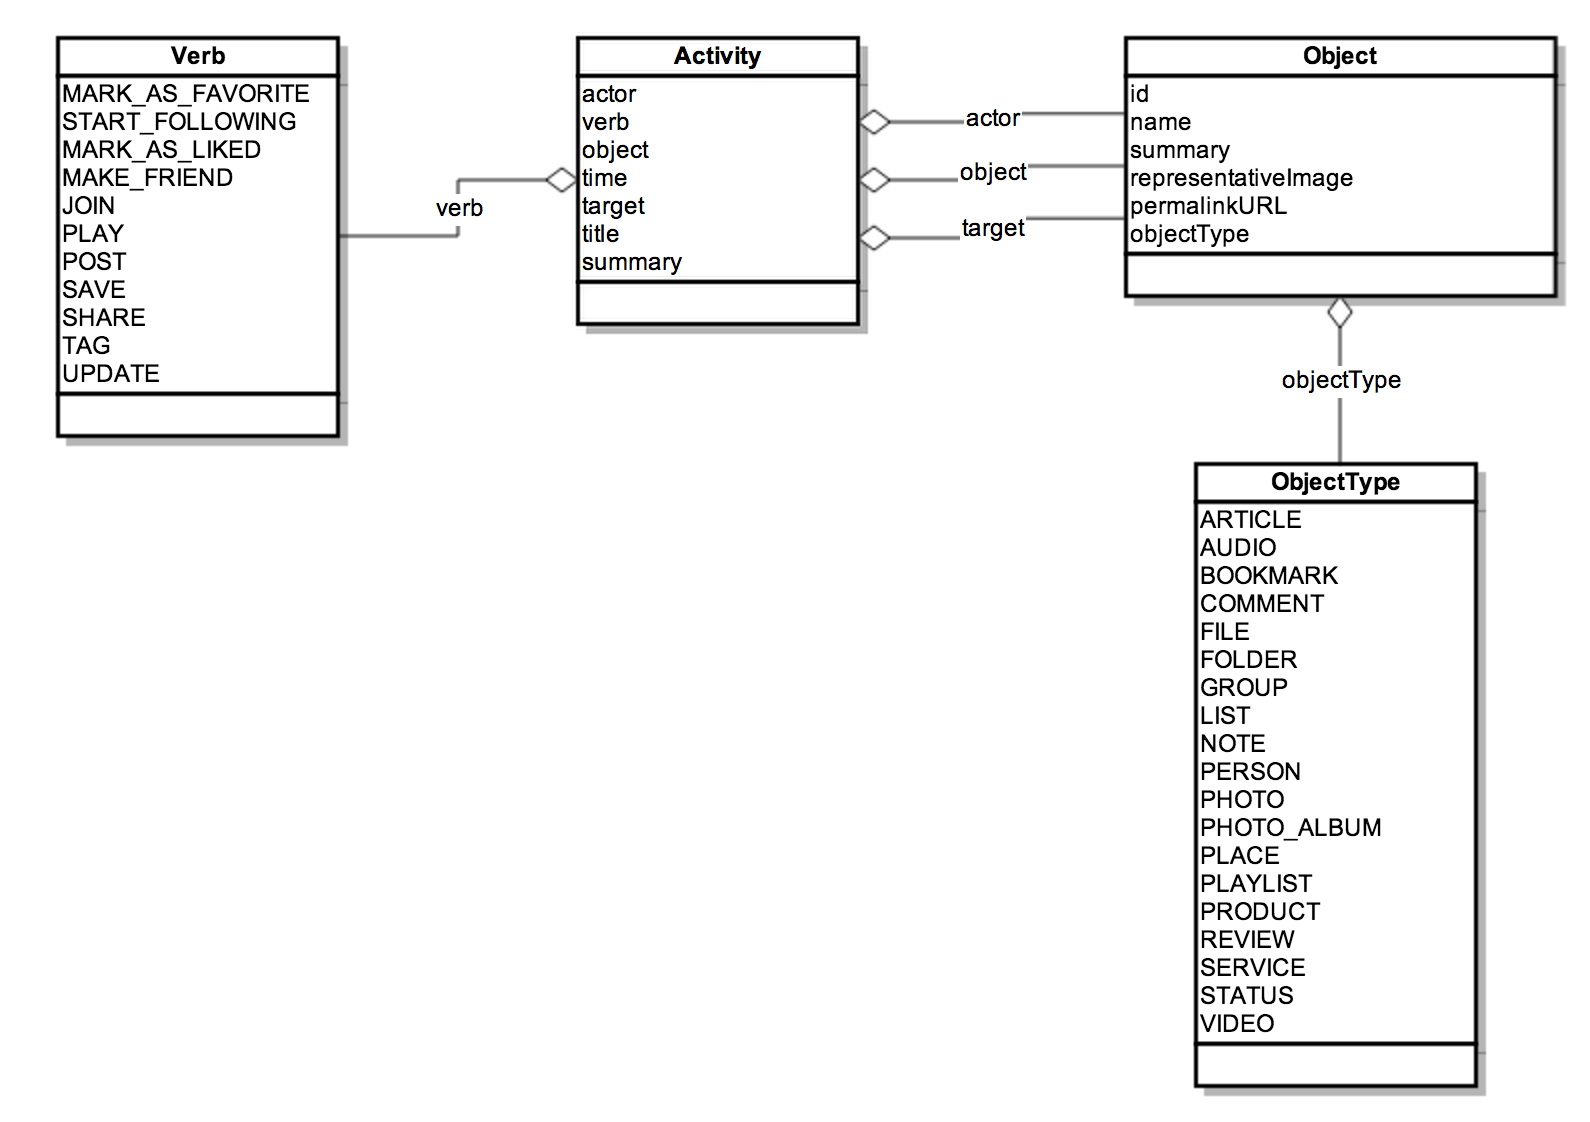 Verb
MARK_AS_FAVORITE
START_FOLLOWING
MARK_AS_LIKED
MAKE_FRIEND
JOIN
PLAY
POST
SAVE
SHARE
TAG
UPDATE
verb
Activity
actor
verb
object
time
target
title
summary
actor
object
target
Object
id
name
summary
representativeImage
permalinkURL
objectType
objectType
ObjectType
ARTICLE
AUDIO
BOOKMARK
COMMENT
FILE
FOLDER
GROUP
LIST
NOTE
PERSON
PHOTO
PHOTO_ALBUM
PLACE
PLAYLIST
PRODUCT
REVIEW
SERVICE
STATUS
VIDEO